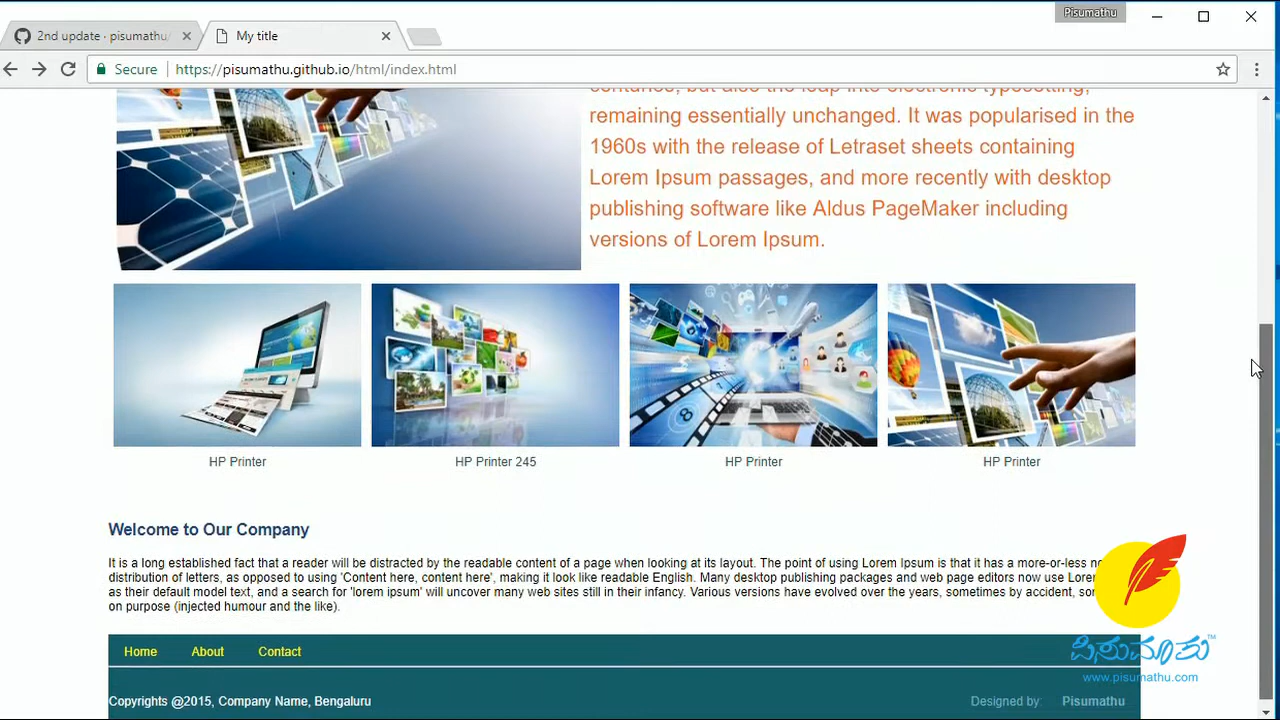 Pisumathu
2nd update · pisumathu/
My title
Secure
https://pisumathu.github.io/html/index.html
centuries, but also the leap into electronic typesetting,
remaining essentially unchanged. It was popularised in the
1960s with the release of Letraset sheets containing
Lorem Ipsum passages, and more recently with desktop
publishing software like Aldus PageMaker including
versions of Lorem Ipsum.
HP Printer
HP Printer 245
HP Printer
HP Printer
Welcome to Our Company
It is a long established fact that a reader will be distracted by the readable content of a page when looking at its layout. The point of using Lorem Ipsum is that it has a more-or-less
distribution of letters, as opposed to using 'Content here, content here', making it look like readable English. Many desktop publishing packages and web page editors now use
as their default model text, and a search for 'lorem ipsum' will uncover many web sites still in their infancy. Various versions have evolved over the years, sometimes by accident,
on purpose (injected humour and the like).
Home
About
Contact
ಪಿಸುಮಾತು™
www.pisumathu.com
Copyrights @2015, Company Name, Bengaluru
Designed by: Pisumathu